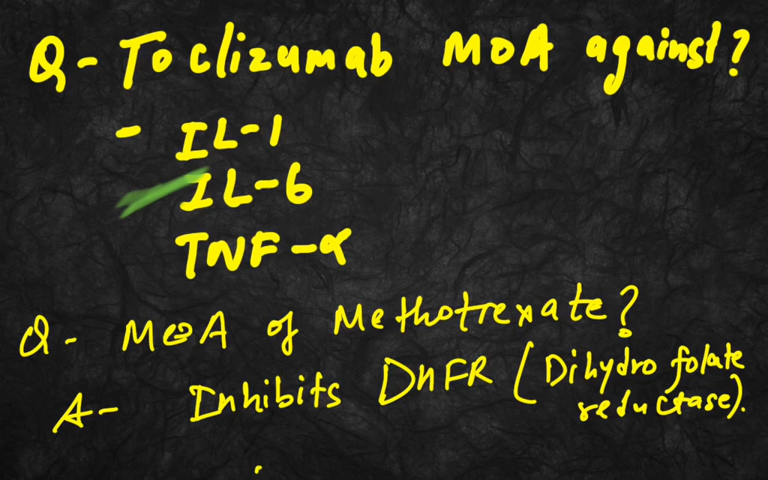 Q- Toclizumab MOA against?
- IL-1
IL-6
TNF-α
Q- MOA of Methotrexate?
A- Inhibits DHFR (Dihydro folate
reductase).